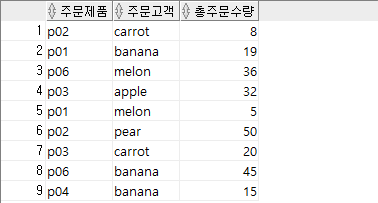 주문제품 주문고객 총주문수량
1 p02 carrot 8
2 p01 banana 19
3 p06 melon 36
4 p03 apple 32
5 p01 melon 5
6 p02 pear 50
7 p03 carrot 20
8 p06 banana 45
9 p04 banana 15